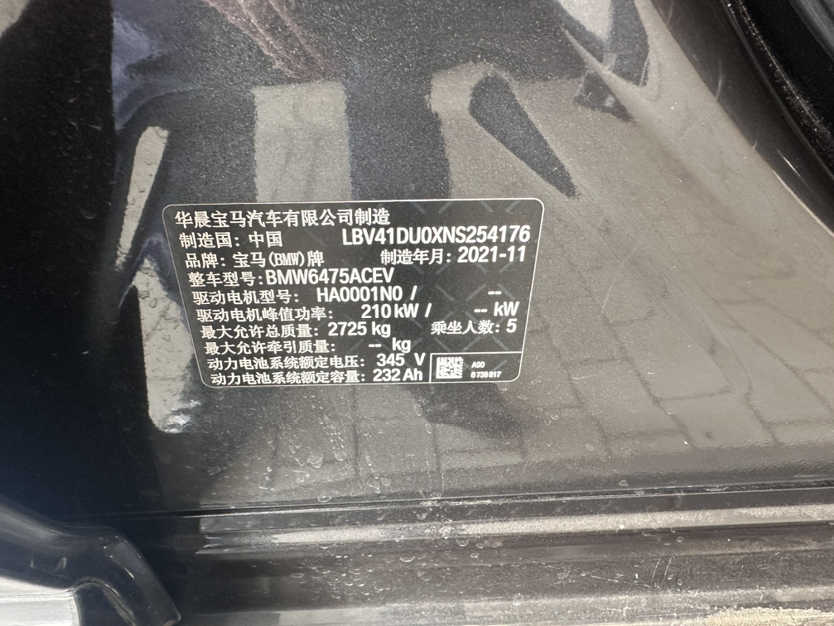 华晨宝马汽车有限公司制造
制造国: 中国 LBV41DU0XNS254176
品牌: 宝马(BMW)牌 制造年月: 2021-11
整车型号: BMW6475ACEV
驱动电机型号: HA0001N0 / --
驱动电机峰值功率: 210 kW / -- kW
最大允许总质量: 2725 kg 乘坐人数: 5
最大允许牵引质量: -- kg
动力电池系统额定电压: 345 V
动力电池系统额定容量: 232 Ah
A90
8738817